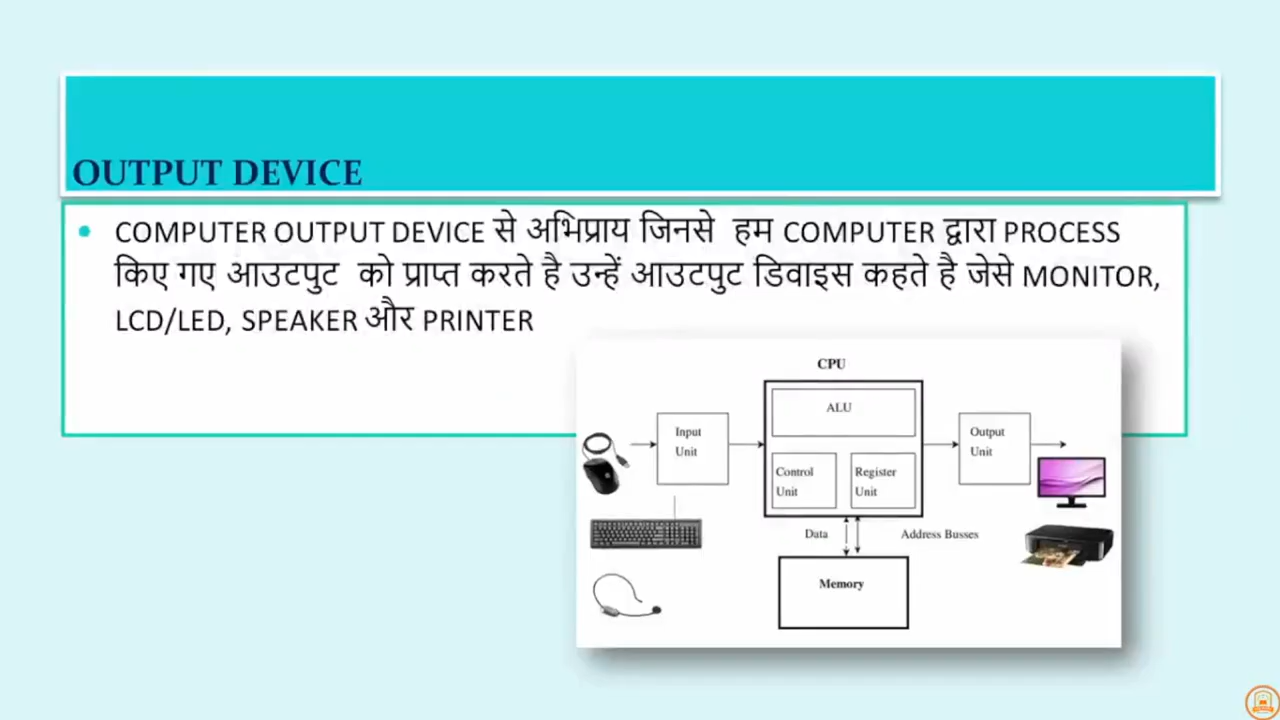 OUTPUT DEVICE
COMPUTER OUTPUT DEVICE से अभिप्राय जिनसे हम COMPUTER द्वारा PROCESS
किए गए आउटपुट को प्राप्त करते है उन्हें आउटपुट डिवाइस कहते है जेसे MONITOR,
LCD/LED, SPEAKER और PRINTER
CPU
ALU
Input
Unit
Control
Unit
Register
Unit
Output
Unit
Data
Address Busses
Memory